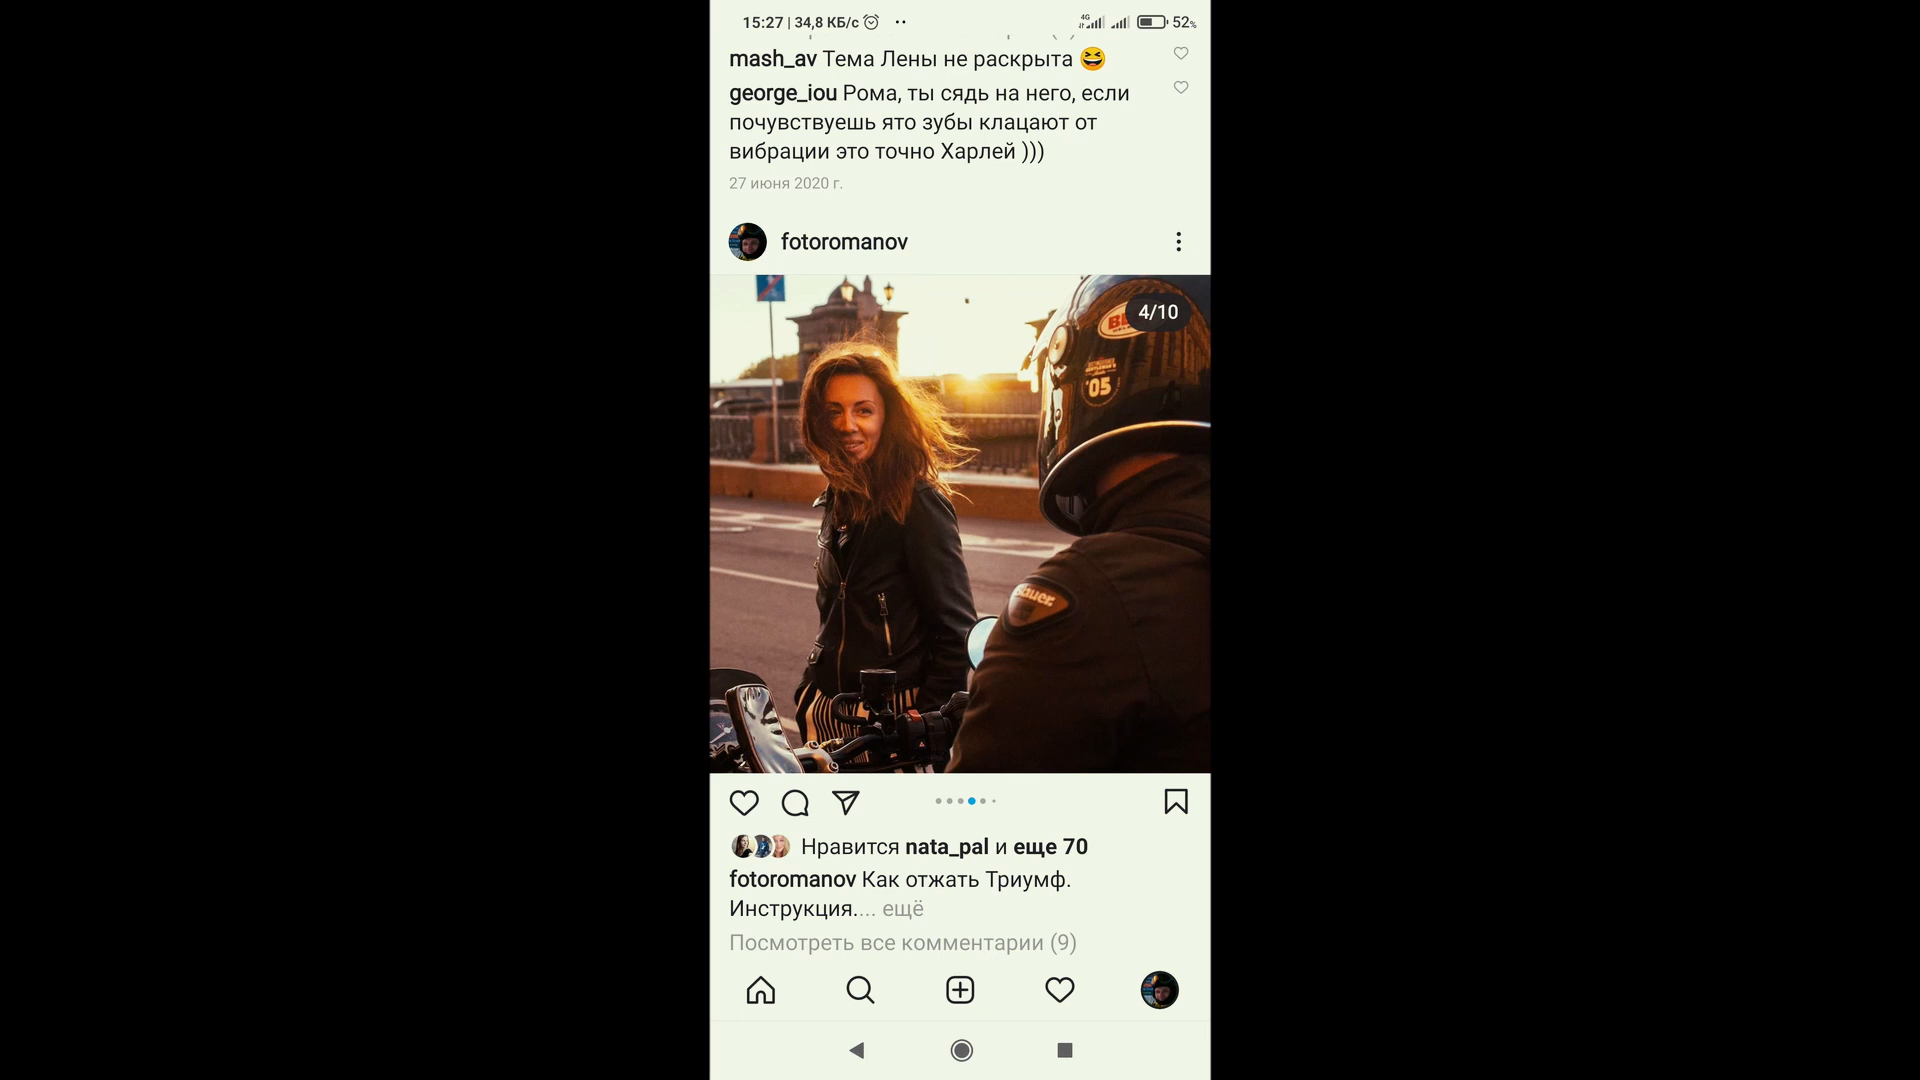 15:27 | 34,8 КБ/с
4G
52%
mash_av Тема Лены не раскрыта
george_iou Рома, ты сядь на него, если
почувствуешь ято зубы клацают от
вибрации это точно Харлей )))
27 июня 2020 г.
fotoromanov
4/10
'05
Нравится nata_pal и еще 70
fotoromanov Как отжать Триумф.
Инструкция.... ещё
Посмотреть все комментарии (9)